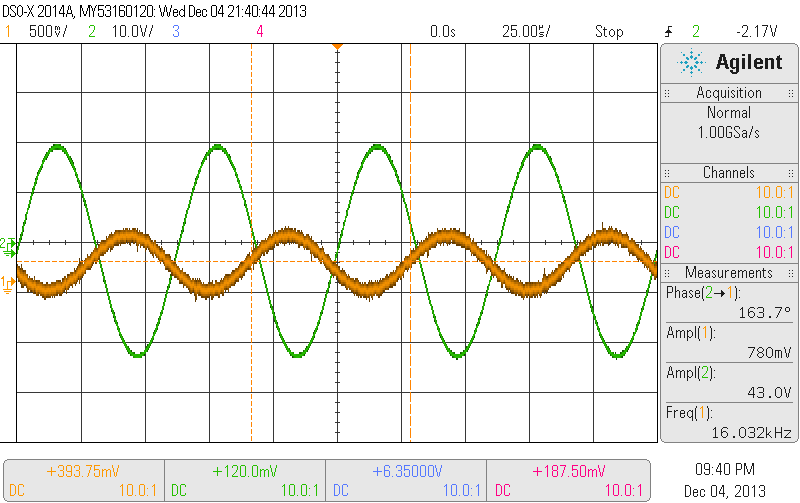 DSO-X 2014A, MY53160120: Wed Dec 04 21:40:44 2013
1 500mV/ 2 10.0V/ 3 4 0.0s 25.00us/ Stop 2 -2.17V
Agilent
Acquisition
Normal
1.00GSa/s
Channels
DC 10.0:1
DC 10.0:1
DC 10.0:1
DC 10.0:1
Measurements
Phase(2→1):
163.7°
Ampl(1):
780mV
Ampl(2):
43.0V
Freq(1):
16.032kHz
2
1
+393.75mV +120.0mV +6.35000V +187.50mV
DC 10.0:1 DC 10.0:1 DC 10.0:1 DC 10.0:1
09:40 PM
Dec 04, 2013